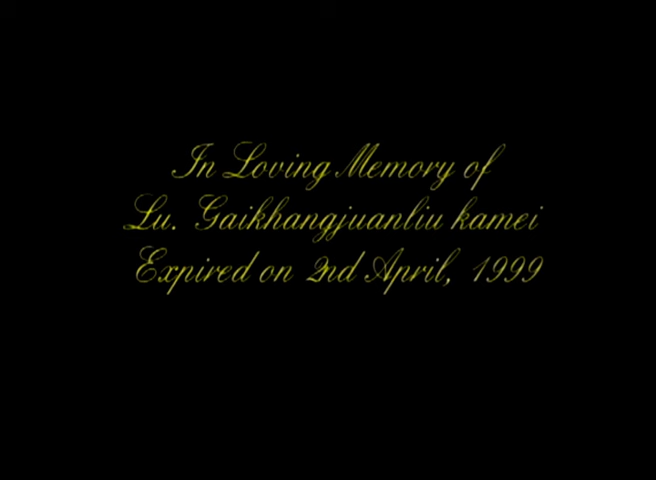 In Loving Memory of
Lu. Gaikhangjuanliu kamei
Expired on 2nd April, 1999